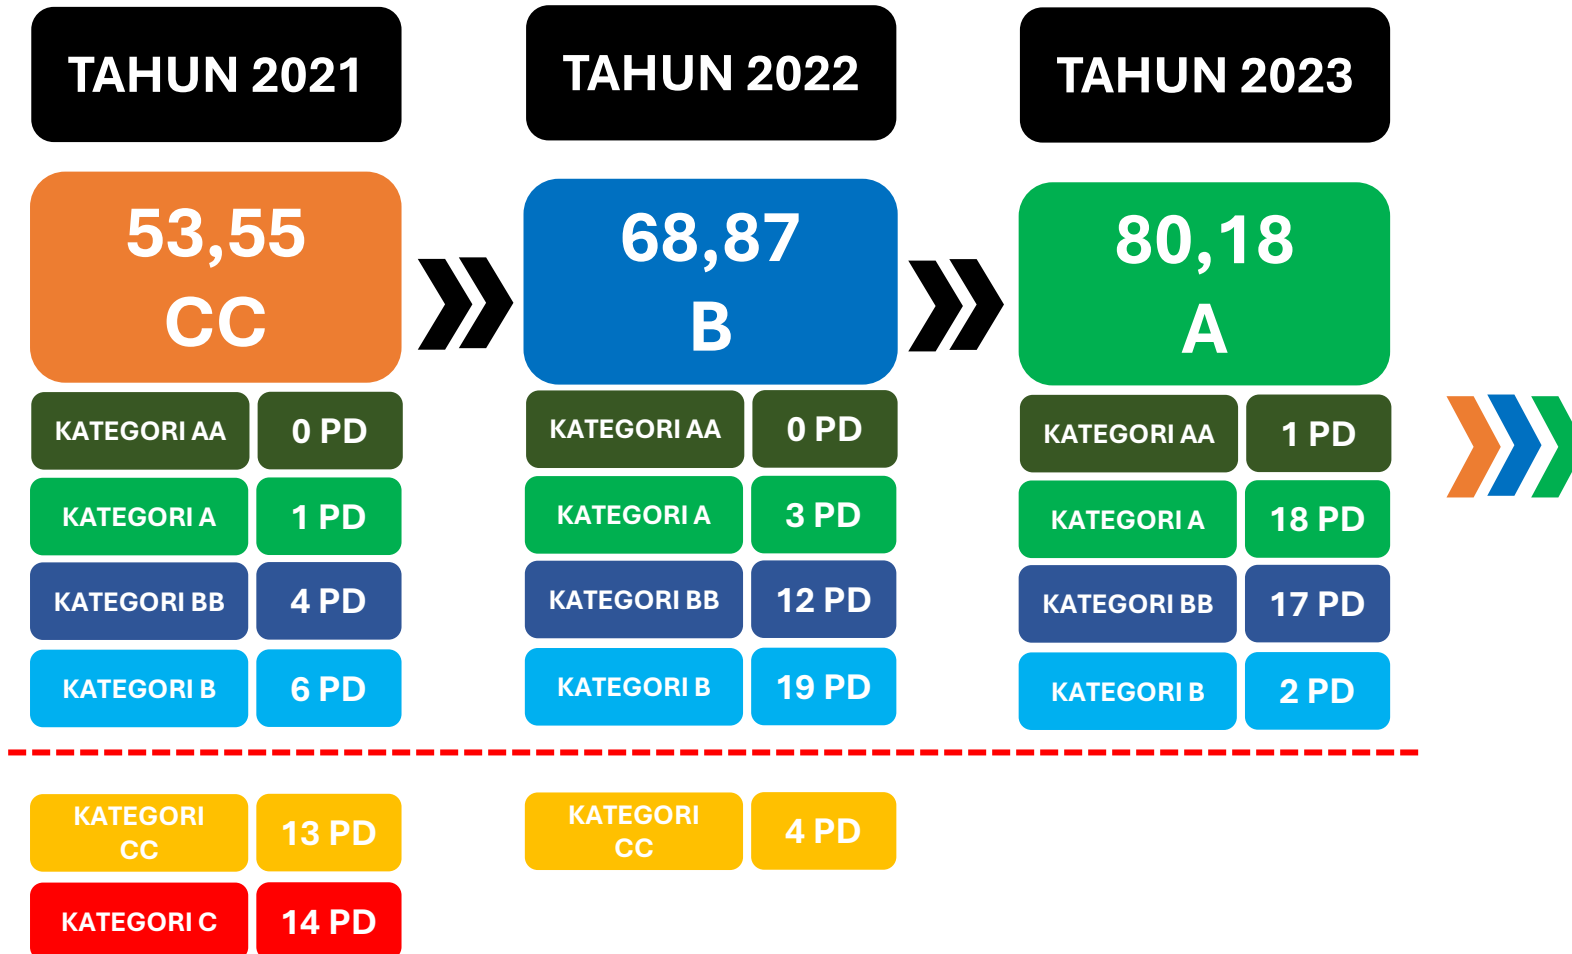 TAHUN 2021
TAHUN 2022
TAHUN 2023
53,55
CC
68,87
B
80,18
A
KATEGORI AA
0 PD
KATEGORI AA
0 PD
KATEGORI AA
1 PD
KATEGORI A
1 PD
KATEGORI A
3 PD
KATEGORI A
18 PD
KATEGORI BB
4 PD
KATEGORI BB
12 PD
KATEGORI BB
17 PD
KATEGORI B
6 PD
KATEGORI B
19 PD
KATEGORI B
2 PD
KATEGORI
CC
13 PD
KATEGORI
CC
4 PD
KATEGORI C
14 PD